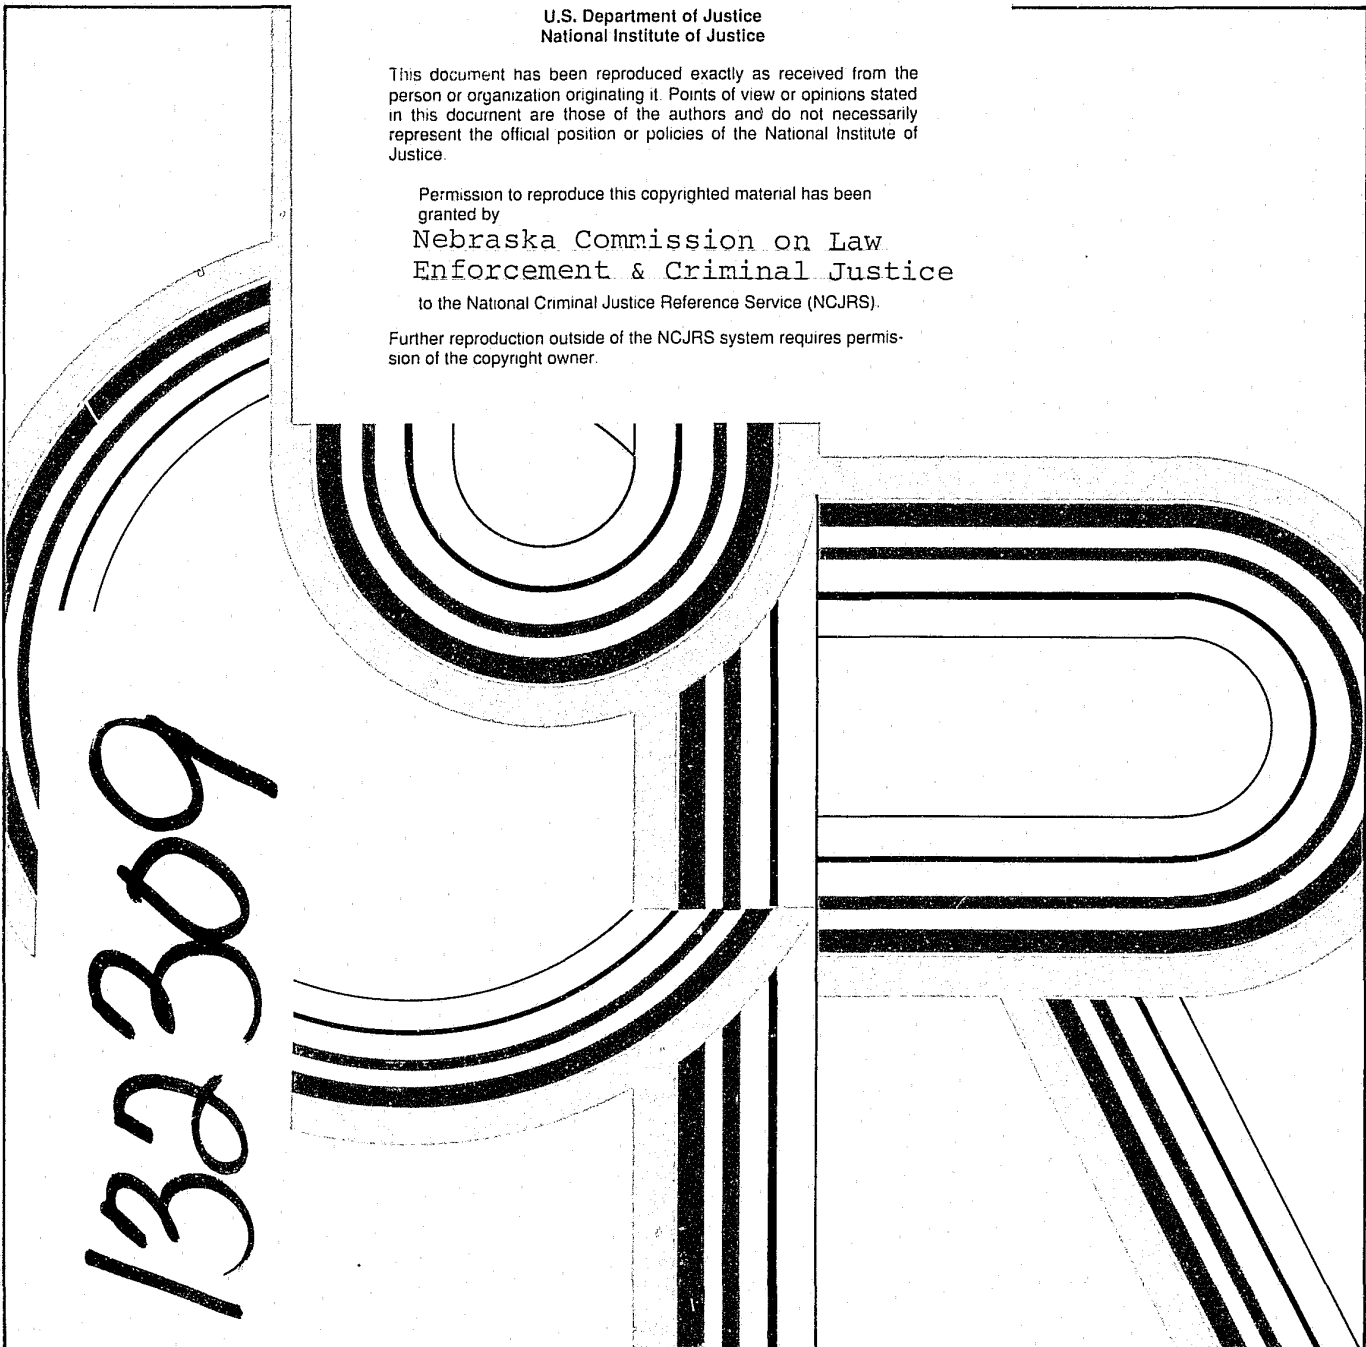 U.S. Department of Justice
National Institute of Justice
This document has been reproduced exactly as received from the
person or organization originating it. Points of view or opinions stated
in this document are those of the authors and do not necessarily
represent the official position or policies of the National Institute of
Justice.
Permission to reproduce this copyrighted material has been
granted by
Nebraska Commission on Law
Enforcement & Criminal Justice
to the National Criminal Justice Reference Service (NCJRS).
Further reproduction outside of the NCJRS system requires permis-
sion of the copyright owner.
132309